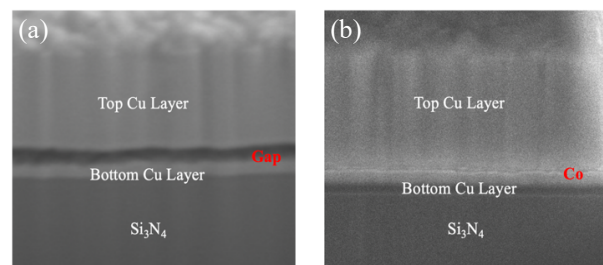 (a)
Top Cu Layer
Gap
Bottom Cu Layer
Si₃N₄
(b)
Top Cu Layer
Co
Bottom Cu Layer
Si₃N₄